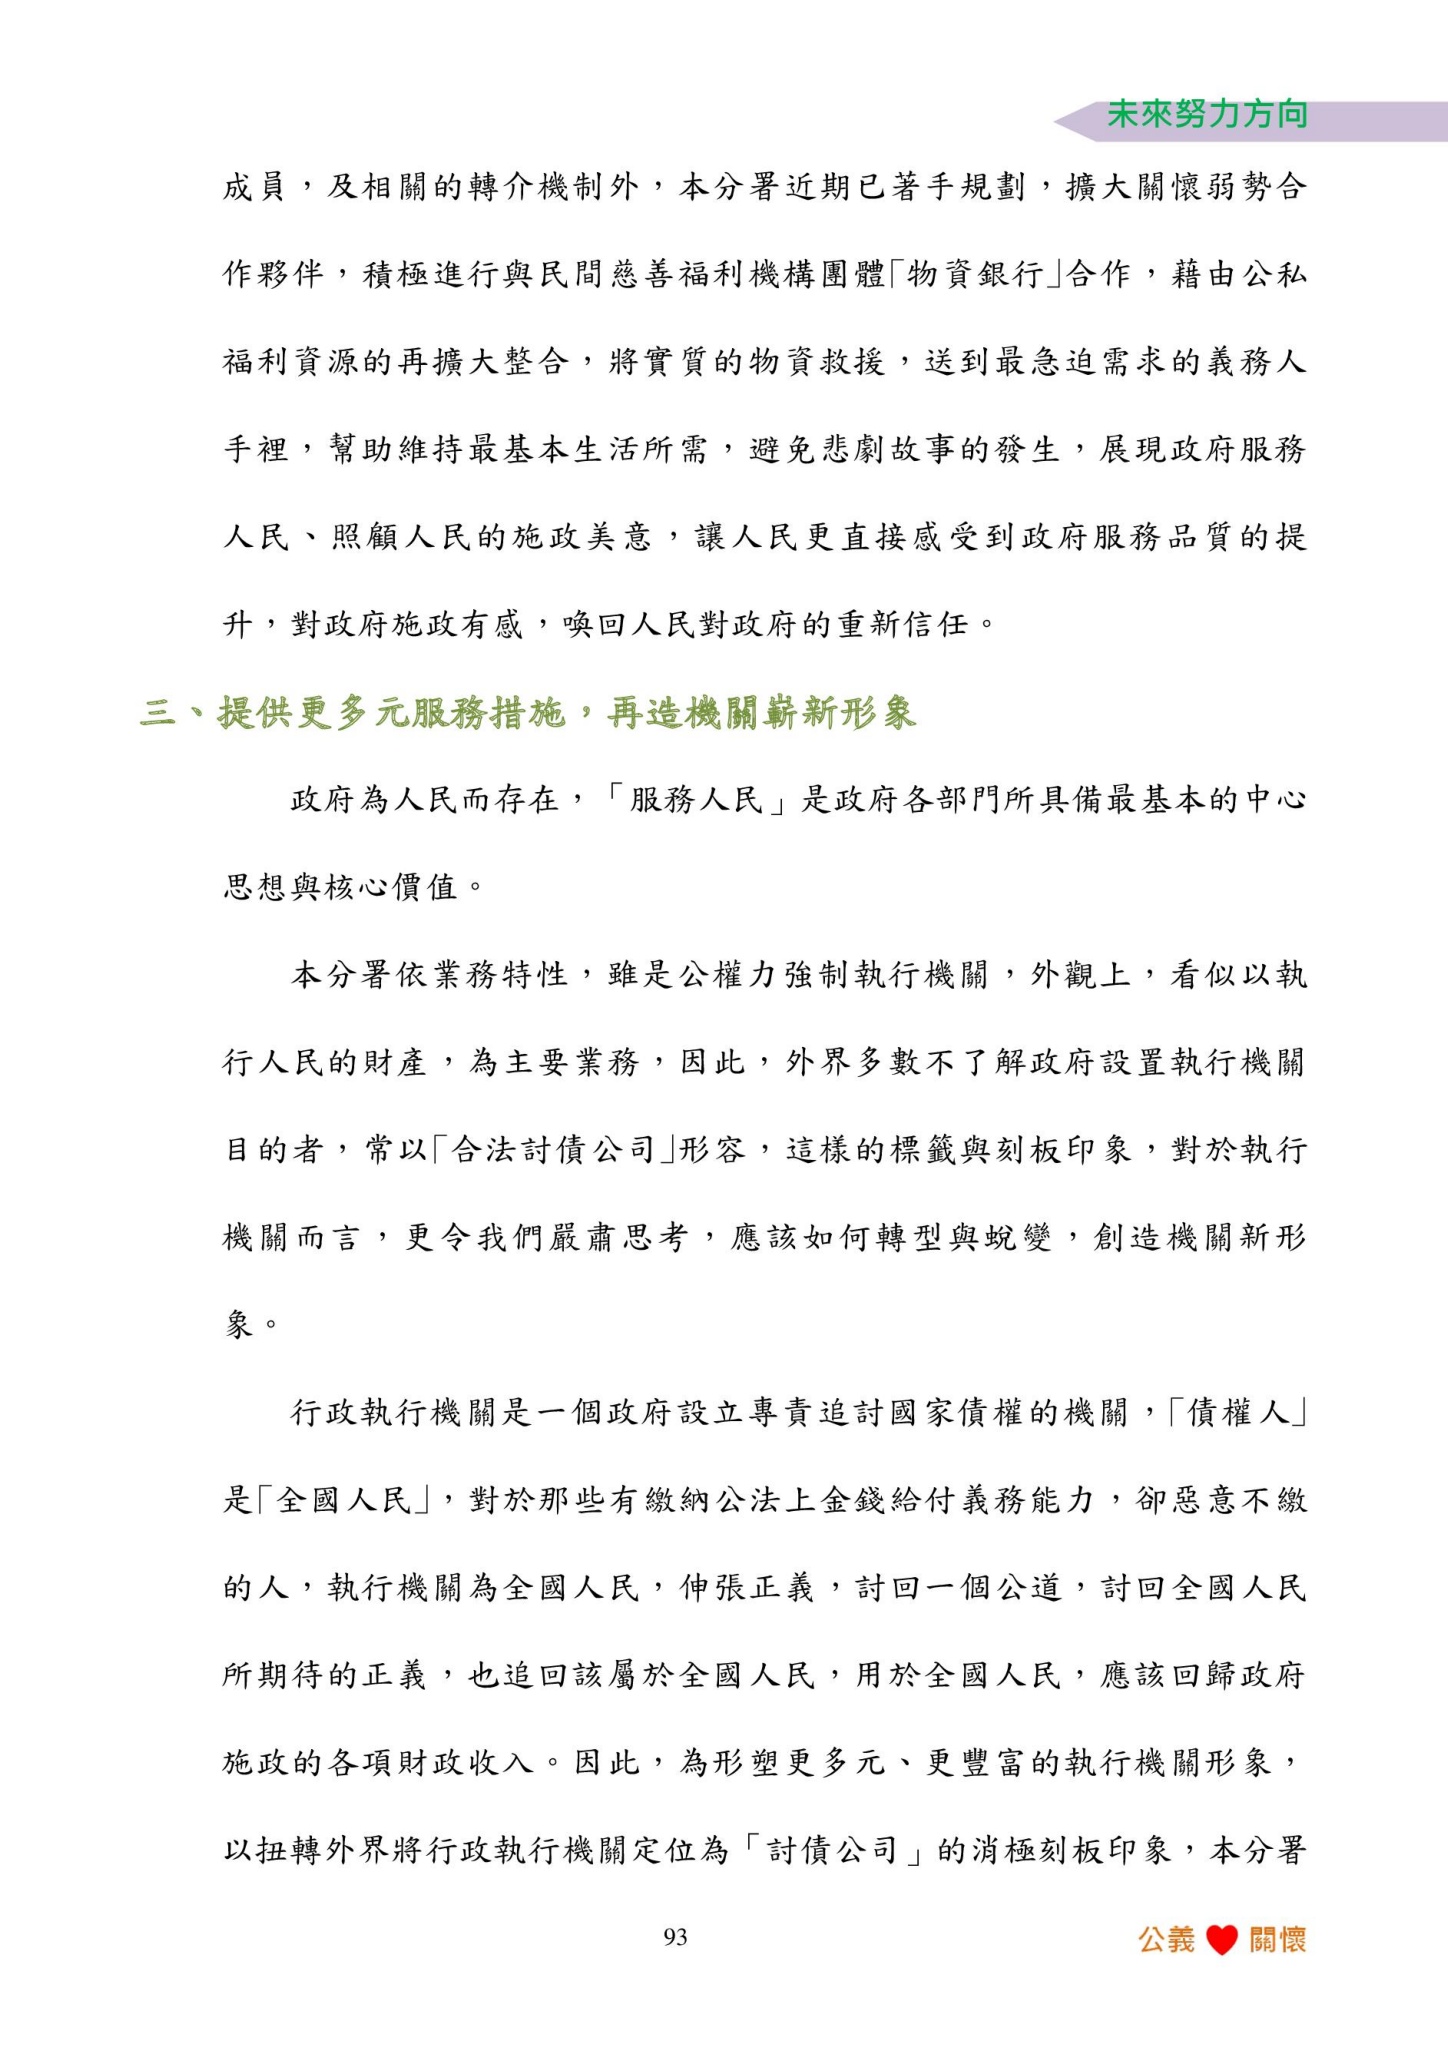 未來努力方向
成員，及相關的轉介機制外，本分署近期已著手規劃，擴大關懷弱勢合
作夥伴，積極進行與民間慈善福利機構團體「物資銀行」合作，藉由公私
福利資源的再擴大整合，將實質的物資救援，送到最急迫需求的義務人
手裡，幫助維持最基本生活所需，避免悲劇故事的發生，展現政府服務
人民、照顧人民的施政美意，讓人民更直接感受到政府服務品質的提
升，對政府施政有感，喚回人民對政府的重新信任。
三、提供更多元服務措施，再造機關嶄新形象
政府為人民而存在，「服務人民」是政府各部門所具備最基本的中心
思想與核心價值。
本分署依業務特性，雖是公權力強制執行機關，外觀上，看似以執
行人民的財產，為主要業務，因此，外界多數不了解政府設置執行機關
目的者，常以「合法討債公司」形容，這樣的標籤與刻板印象，對於執行
機關而言，更令我們嚴肅思考，應該如何轉型與蛻變，創造機關新形
象。
行政執行機關是一個政府設立專責追討國家債權的機關，「債權人」
是「全國人民」，對於那些有繳納公法上金錢給付義務能力，卻惡意不繳
的人，執行機關為全國人民，伸張正義，討回一個公道，討回全國人民
所期待的正義，也追回該屬於全國人民，用於全國人民，應該回歸政府
施政的各項財政收入。因此，為形塑更多元、更豐富的執行機關形象，
以扭轉外界將行政執行機關定位為「討債公司」的消極刻板印象，本分署
93
公義 關懷